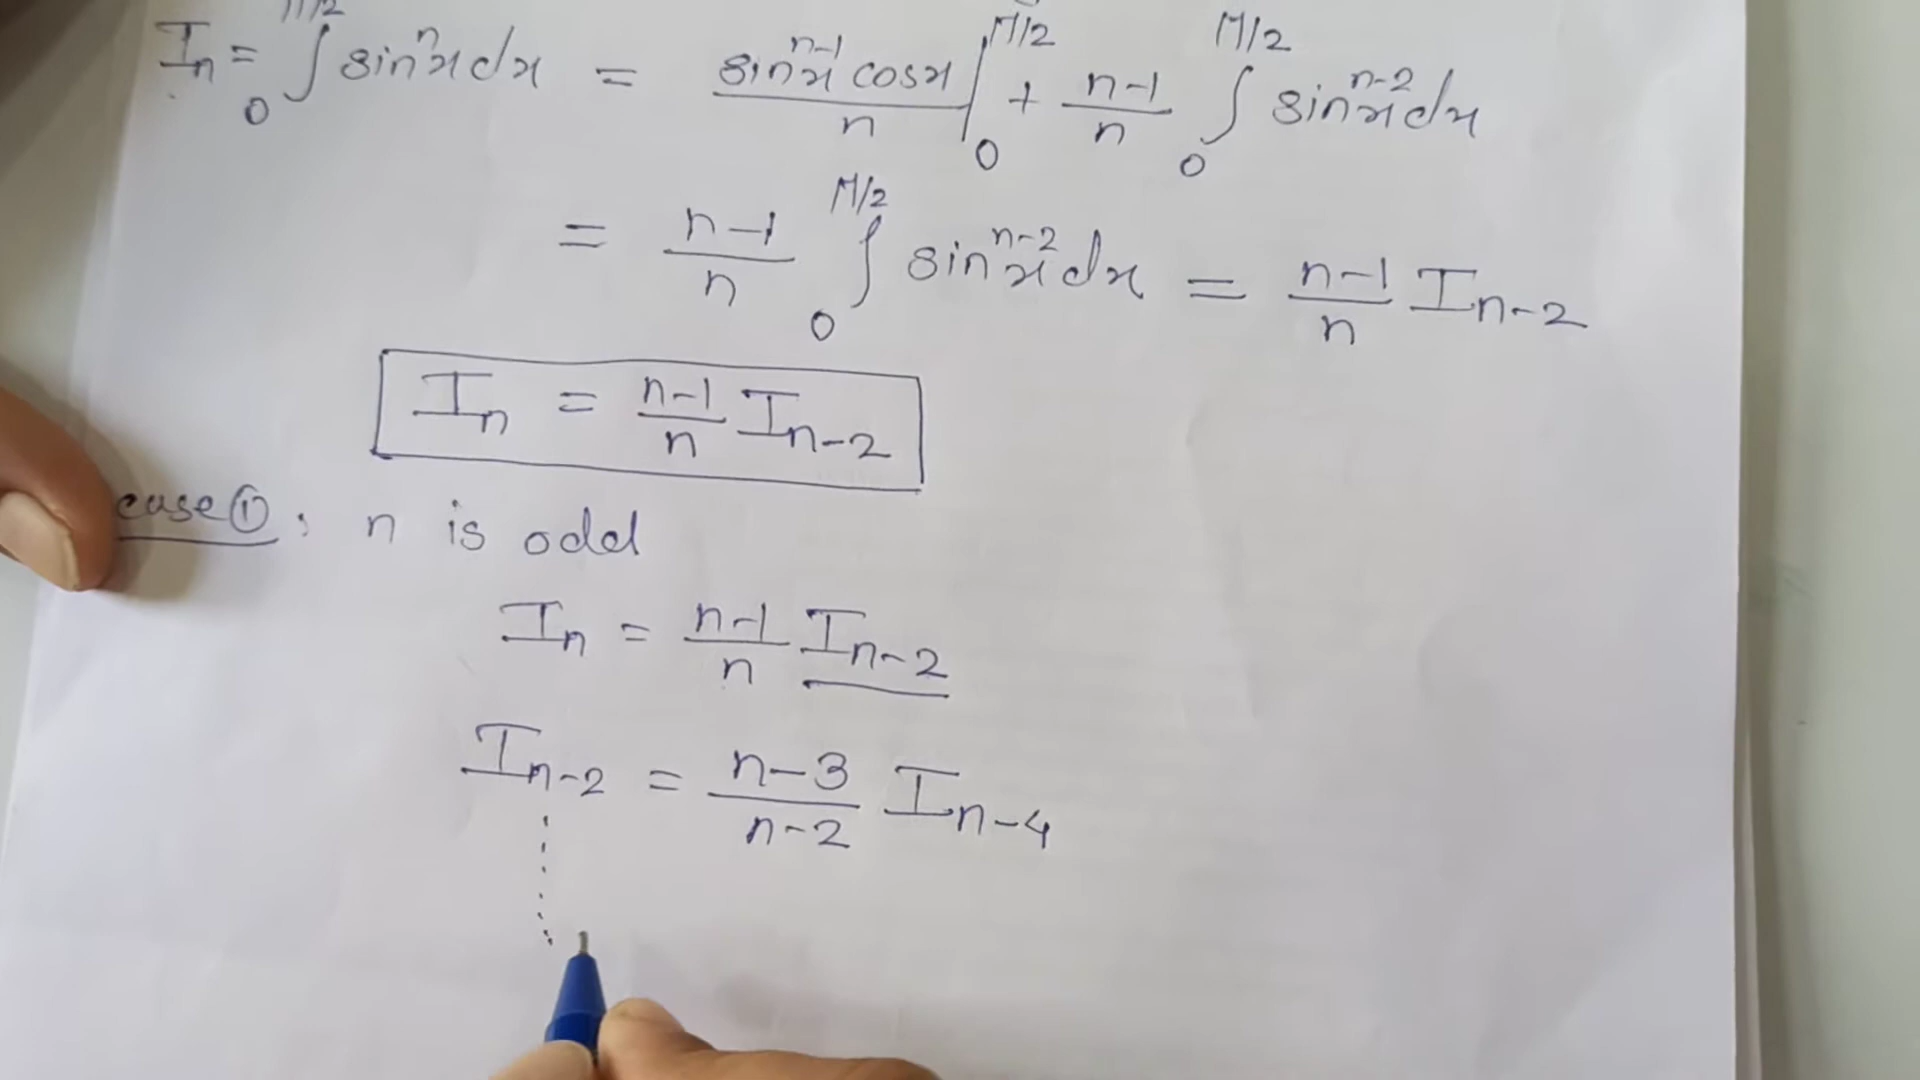 Iₙ = ∫₀^π/2 sinⁿx dx = sinⁿ⁻¹x cosx / n |₀^π/2 + n-1/n ∫₀^π/2 sinⁿ⁻²x dx
= n-1/n ∫₀^π/2 sinⁿ⁻²x dx = n-1/n Iₙ₋₂
Iₙ = n-1/n Iₙ₋₂
case ①: n is odd
Iₙ = n-1/n Iₙ₋₂
Iₙ₋₂ = n-3/n-2 Iₙ₋₄